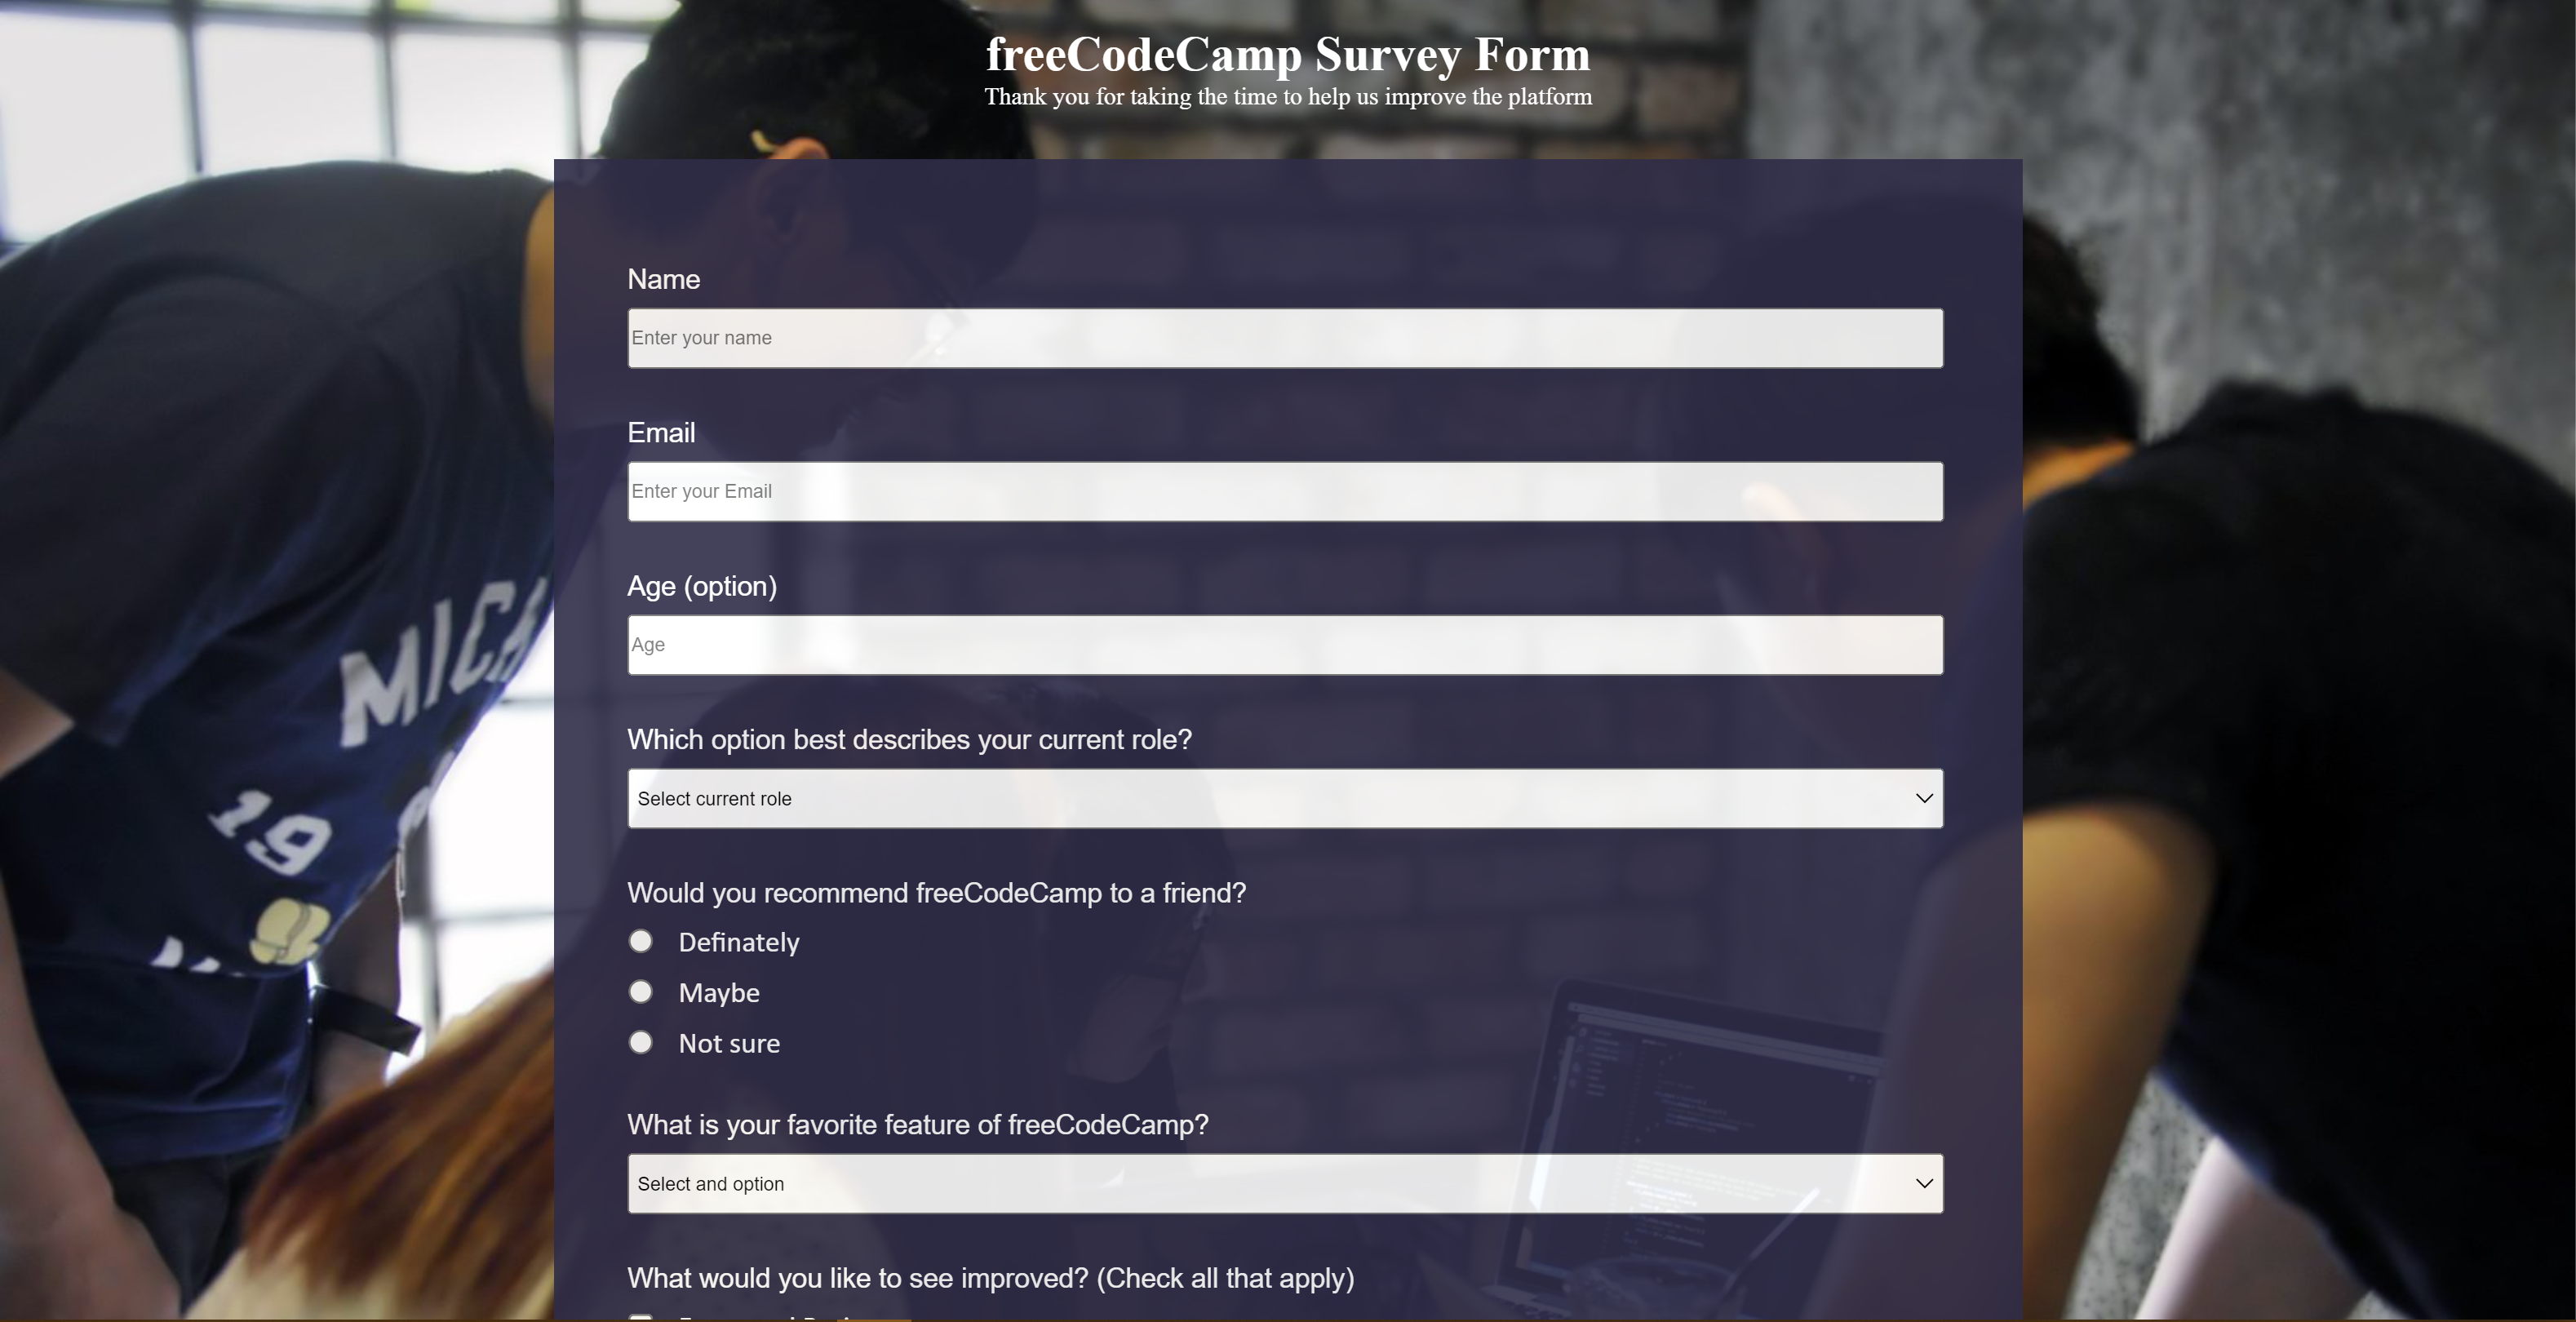 freeCodeCamp Survey Form
Thank you for taking the time to help us improve the platform
Name
Enter your name
Email
Enter your Email
Age (option)
Age
Which option best describes your current role?
Select current role
Would you recommend freeCodeCamp to a friend?
Definately
Maybe
Not sure
What is your favorite feature of freeCodeCamp?
Select and option
What would you like to see improved? (Check all that apply)
19